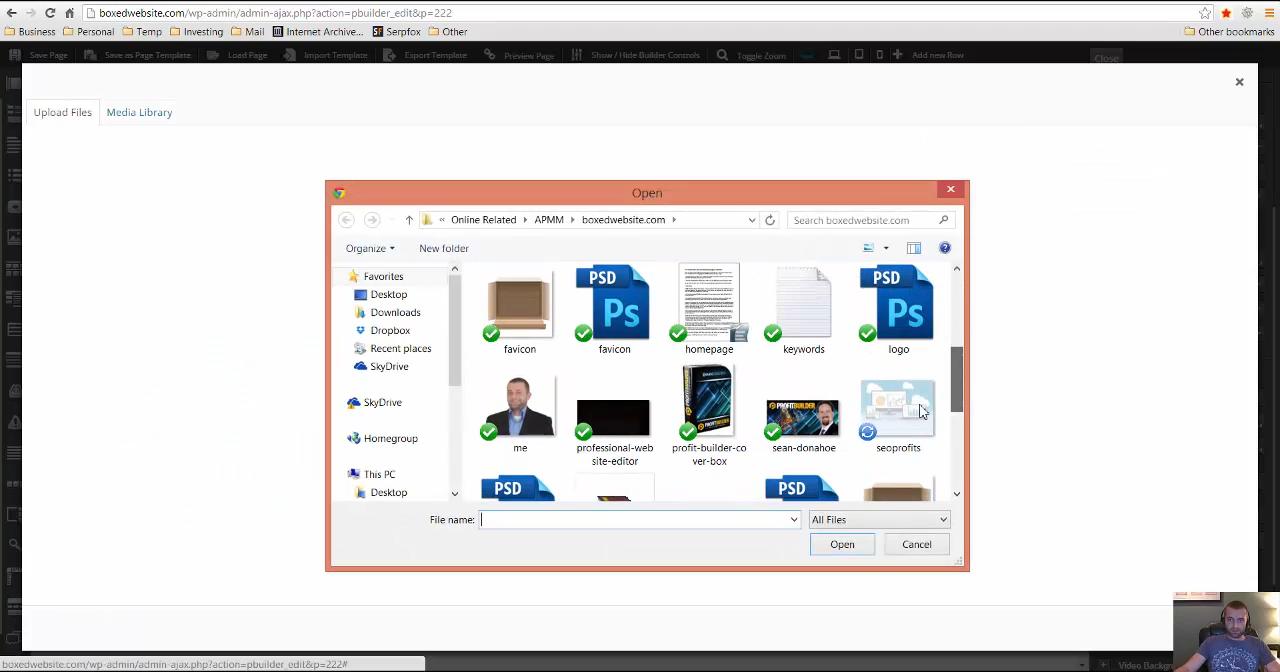 boxedwebsite.com/wp-admin/admin-ajax.php?action=pbuilder_edit&p=222
Business Personal Temp Investing Mail Internet Archive... Serpfox Other Other bookmarks
Save Page Save as Page Template Load Page Import Template Export Template Preview Page Show / Hide Builder Controls Toggle Zoom Add new Row Close
Upload Files Media Library
Open
« Online Related APMM boxedwebsite.com Search boxedwebsite.com
Organize New folder
Favorites
Desktop
Downloads
Dropbox
Recent places
SkyDrive
SkyDrive
Homegroup
This PC
Desktop
PSD PSD
Ps Ps
favicon favicon homepage keywords logo
PROFITBUILDER
me professional-web profit-builder-co sean-donahoe seoprofits
site-editor ver-box
PSD PSD
File name: All Files
Open Cancel
boxedwebsite.com/wp-admin/admin-ajax.php?action=pbuilder_edit&p=222#
Video Backgro